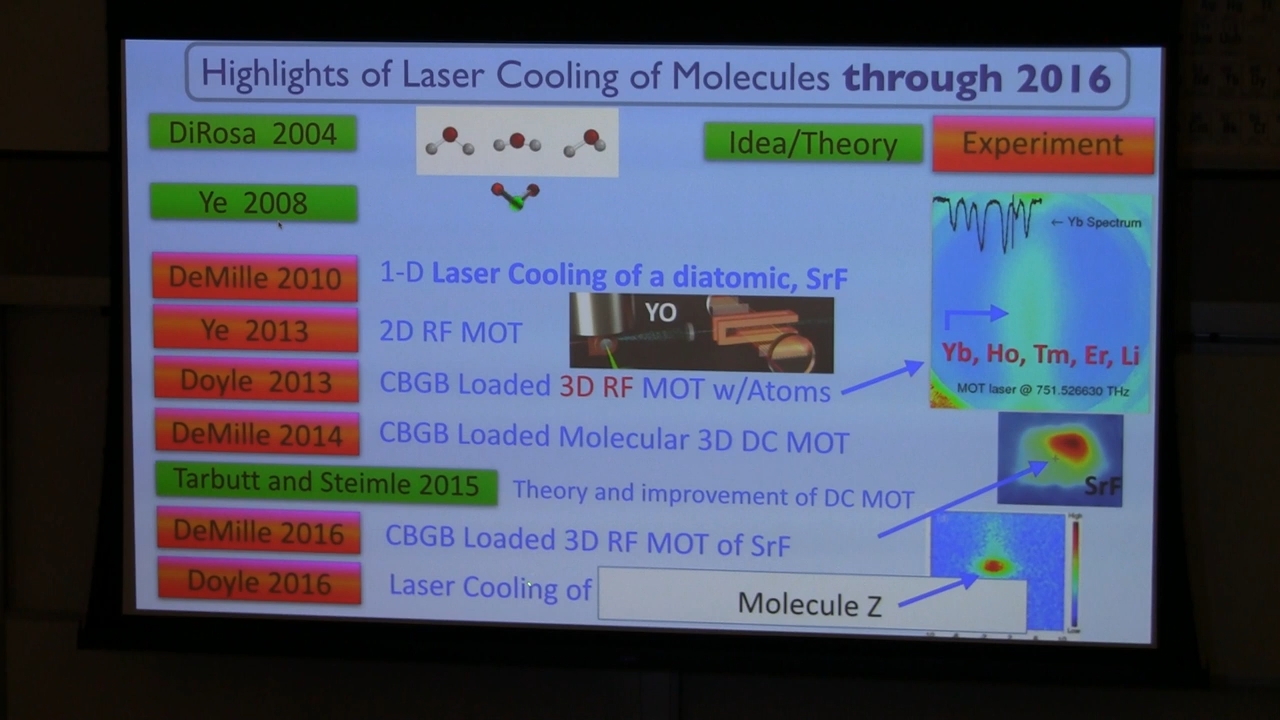 Highlights of Laser Cooling of Molecules through 2016
DiRosa 2004
Idea/Theory
Experiment
Ye 2008
← Yb Spectrum
DeMille 2010
1-D Laser Cooling of a diatomic, SrF
YO
Ye 2013
2D RF MOT
Yb, Ho, Tm, Er, Li
Doyle 2013
CBGB Loaded 3D RF MOT w/Atoms
MOT laser @ 751.526630 THz
DeMille 2014
CBGB Loaded Molecular 3D DC MOT
SrF
Tarbutt and Steimle 2015
Theory and improvement of DC MOT
High
DeMille 2016
CBGB Loaded 3D RF MOT of SrF
Doyle 2016
Laser Cooling of
Molecule Z
Low